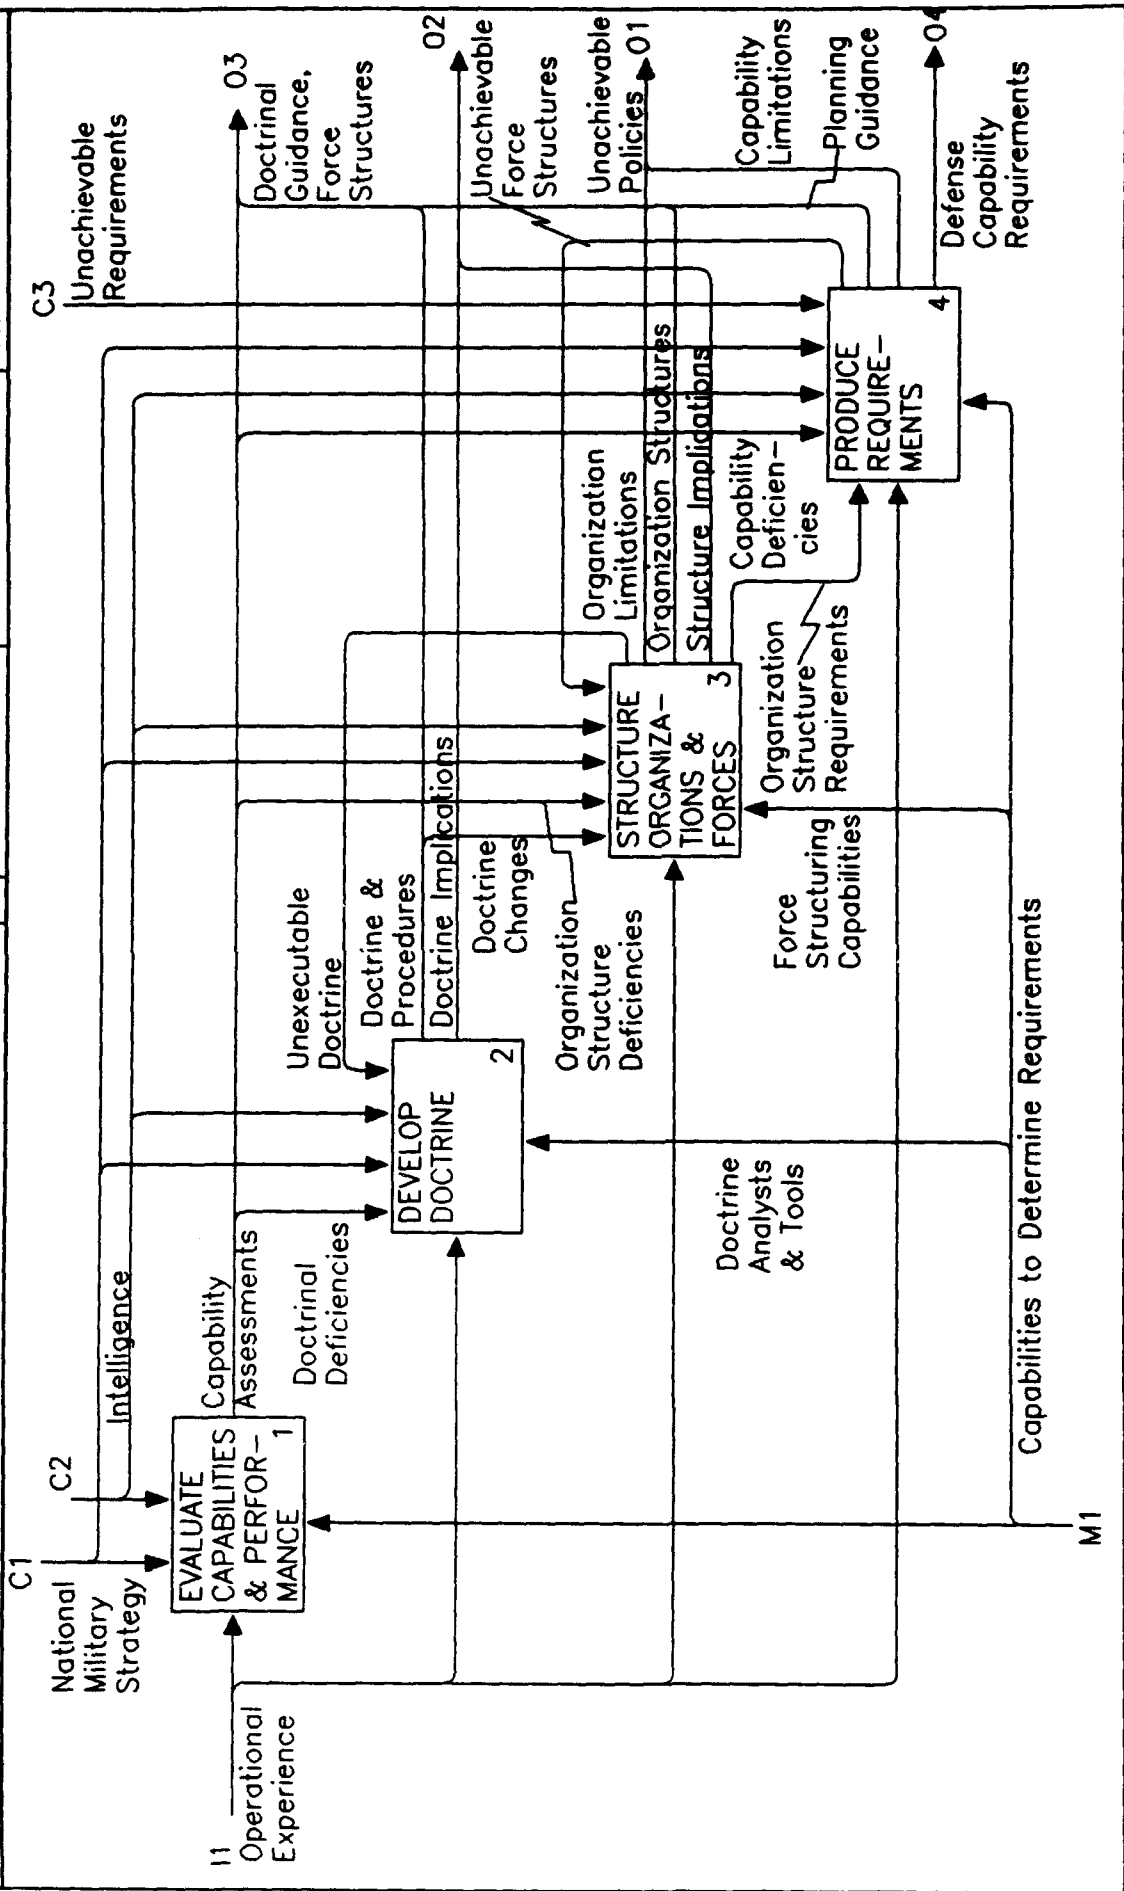 C1
National
Military
Strategy
C2
Intelligence
C3
Unachievable
Requirements
I1
Operational
Experience
EVALUATE
CAPABILITIES
& PERFOR-
MANCE
1
Capability
Assessments
Doctrinal
Deficiencies
Unexecutable
Doctrine
DEVELOP
DOCTRINE
2
Doctrine &
Procedures
Doctrine Implications
Doctrine
Changes
Organization
Structure
Deficiencies
STRUCTURE
ORGANIZA-
TIONS &
FORCES
3
Organization
Limitations
Organization Structures
Structure Implications
Capability
Deficien-
cies
Organization
Structure
Requirements
PRODUCE
REQUIRE-
MENTS
4
O3
Doctrinal
Guidance,
Force
Structures
O2
Unachievable
Force
Structures
Unachievable
Policies
O1
Capability
Limitations
Planning
Guidance
O4
Defense
Capability
Requirements
Doctrine
Analysts
& Tools
Force
Structuring
Capabilities
Capabilities to Determine Requirements
M1